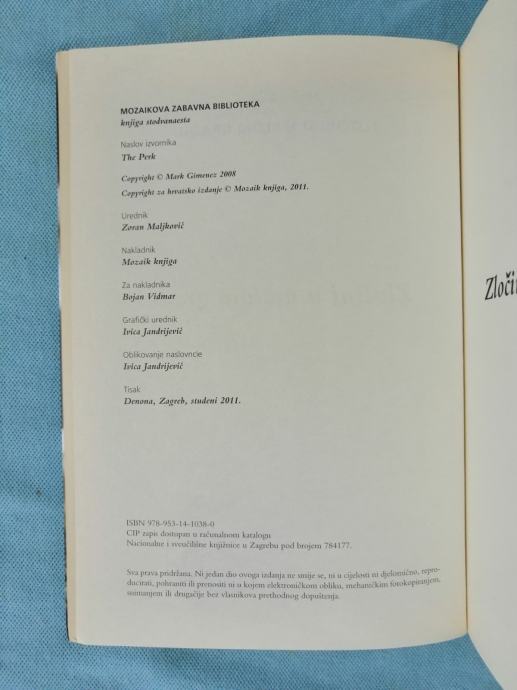 MOZAIKOVA ZABAVNA BIBLIOTEKA
knjiga stodvanaesta
Naslov izvornika
The Perk
Copyright © Mark Gimenez 2008
Copyright za hrvatsko izdanje © Mozaik knjiga, 2011.
Urednik
Zoran Maljković
Nakladnik
Mozaik knjiga
Za nakladnika
Bojan Vidmar
Grafički urednik
Ivica Jandrijević
Oblikovanje naslovncie
Ivica Jandrijević
Tisak
Denona, Zagreb, studeni 2011.
ISBN 978-953-14-1038-0
CIP zapis dostupan u računalnom katalogu
Nacionalne i sveučilišne knjižnice u Zagrebu pod brojem 784177.
Sva prava pridržana. Ni jedan dio ovoga izdanja ne smije se, ni u cijelosti ni djelomično, repro-
ducirati, pohraniti ili prenositi ni u kojem elektroničkom obliku, mehaničkim fotokopiranjem,
snimanjem ili drugačije bez vlasnikova prethodnog dopuštenja.
Zloči